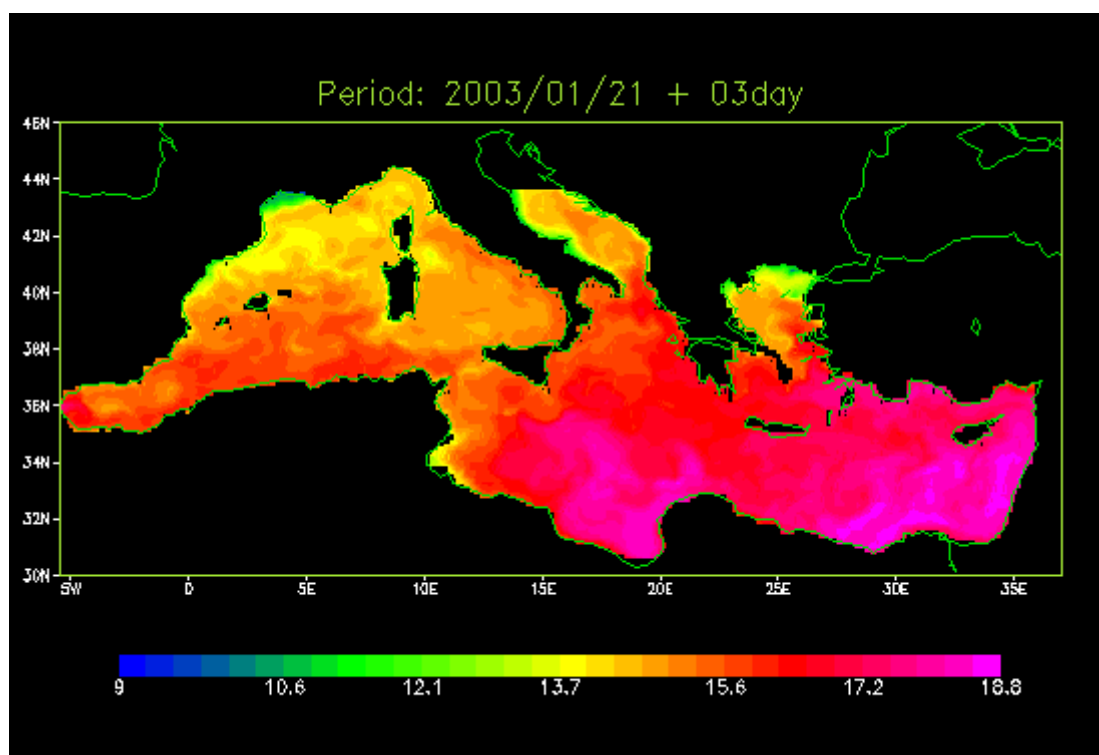 Period: 2003/01/21 + 03day
46N
44N
42N
40N
38N
36N
34N
32N
30N
5W 0 5E 10E 15E 20E 25E 30E 35E
9 10.6 12.1 13.7 15.6 17.2 18.8